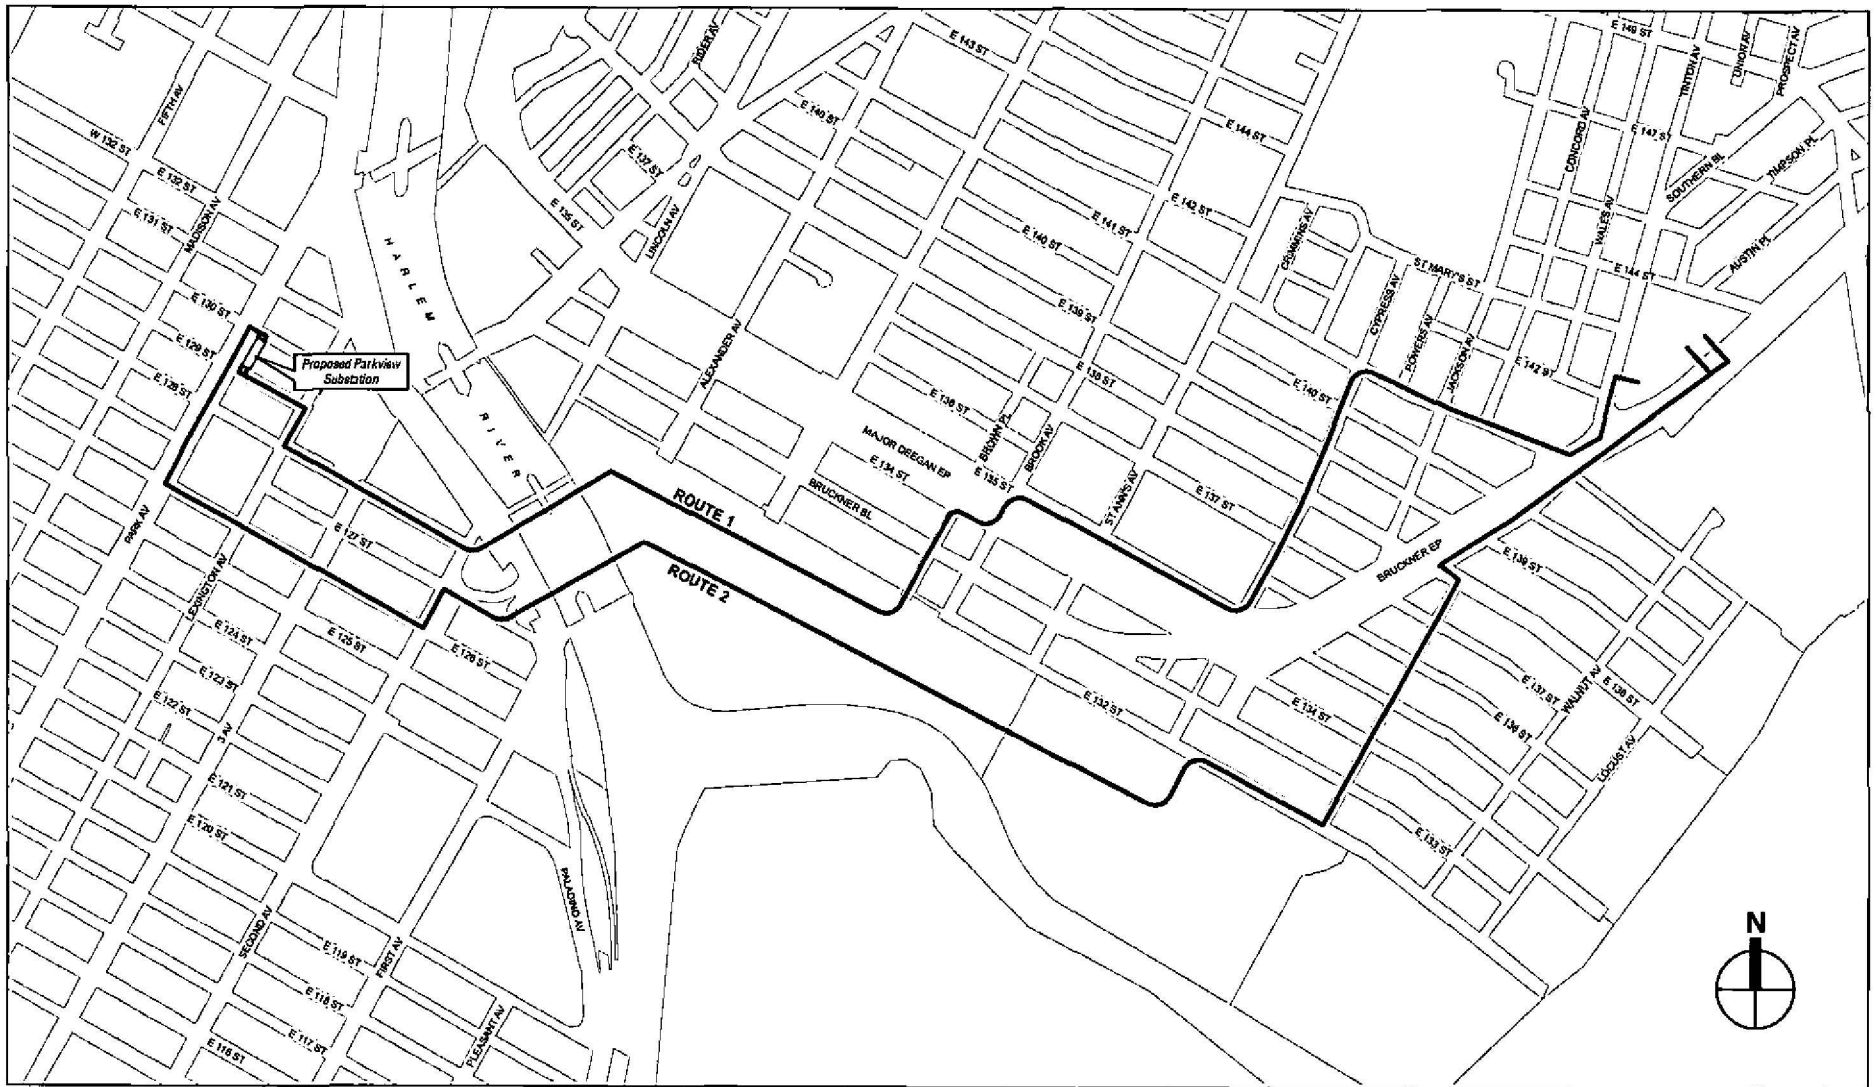 E 149 ST
UNION AV
PROSPECT AV
TINTON AV
RIDER AV
E 143 ST
FIFTH AV
E 140 ST
E 144 ST
CONCORD AV
E 147 ST
W 132 ST
E 137 ST
SOUTHERN BL
TIMPSON PL
E 132 ST
MADISON AV
E 131 ST
E 135 ST
LINCOLN AV
E 142 ST
E 141 ST
E 140 ST
CRIMMINS AV
WALES AV
AUSTIN PL
HARLEM
ST MARY'S ST
E 144 ST
E 130 ST
E 139 ST
CYPRESS AV
E 129 ST
Proposed Parkview
Substation
ALEXANDER AV
POWERS AV
JACKSON AV
E 142 ST
E 128 ST
E 138 ST
E 140 ST
E 136 ST
RIVER
BROWN PL
BROOK AV
MAJOR DEEGAN EP
E 134 ST
E 135 ST
ST ANN'S AV
E 137 ST
BRUCKNER BL
ROUTE 1
PARK AV
E 127 ST
BRUCKNER EP
E 139 ST
ROUTE 2
LEXINGTON AV
E 124 ST
E 125 ST
E 126 ST
E 123 ST
E 122 ST
3 AV
E 132 ST
E 134 ST
E 137 ST
WALNUT AV
E 138 ST
E 136 ST
LOCUST AV
E 121 ST
E 120 ST
E 133 ST
PALADINO AV
SECOND AV
E 119 ST
FIRST AV
N
E 118 ST
PLEASANT AV
E 117 ST
E 116 ST